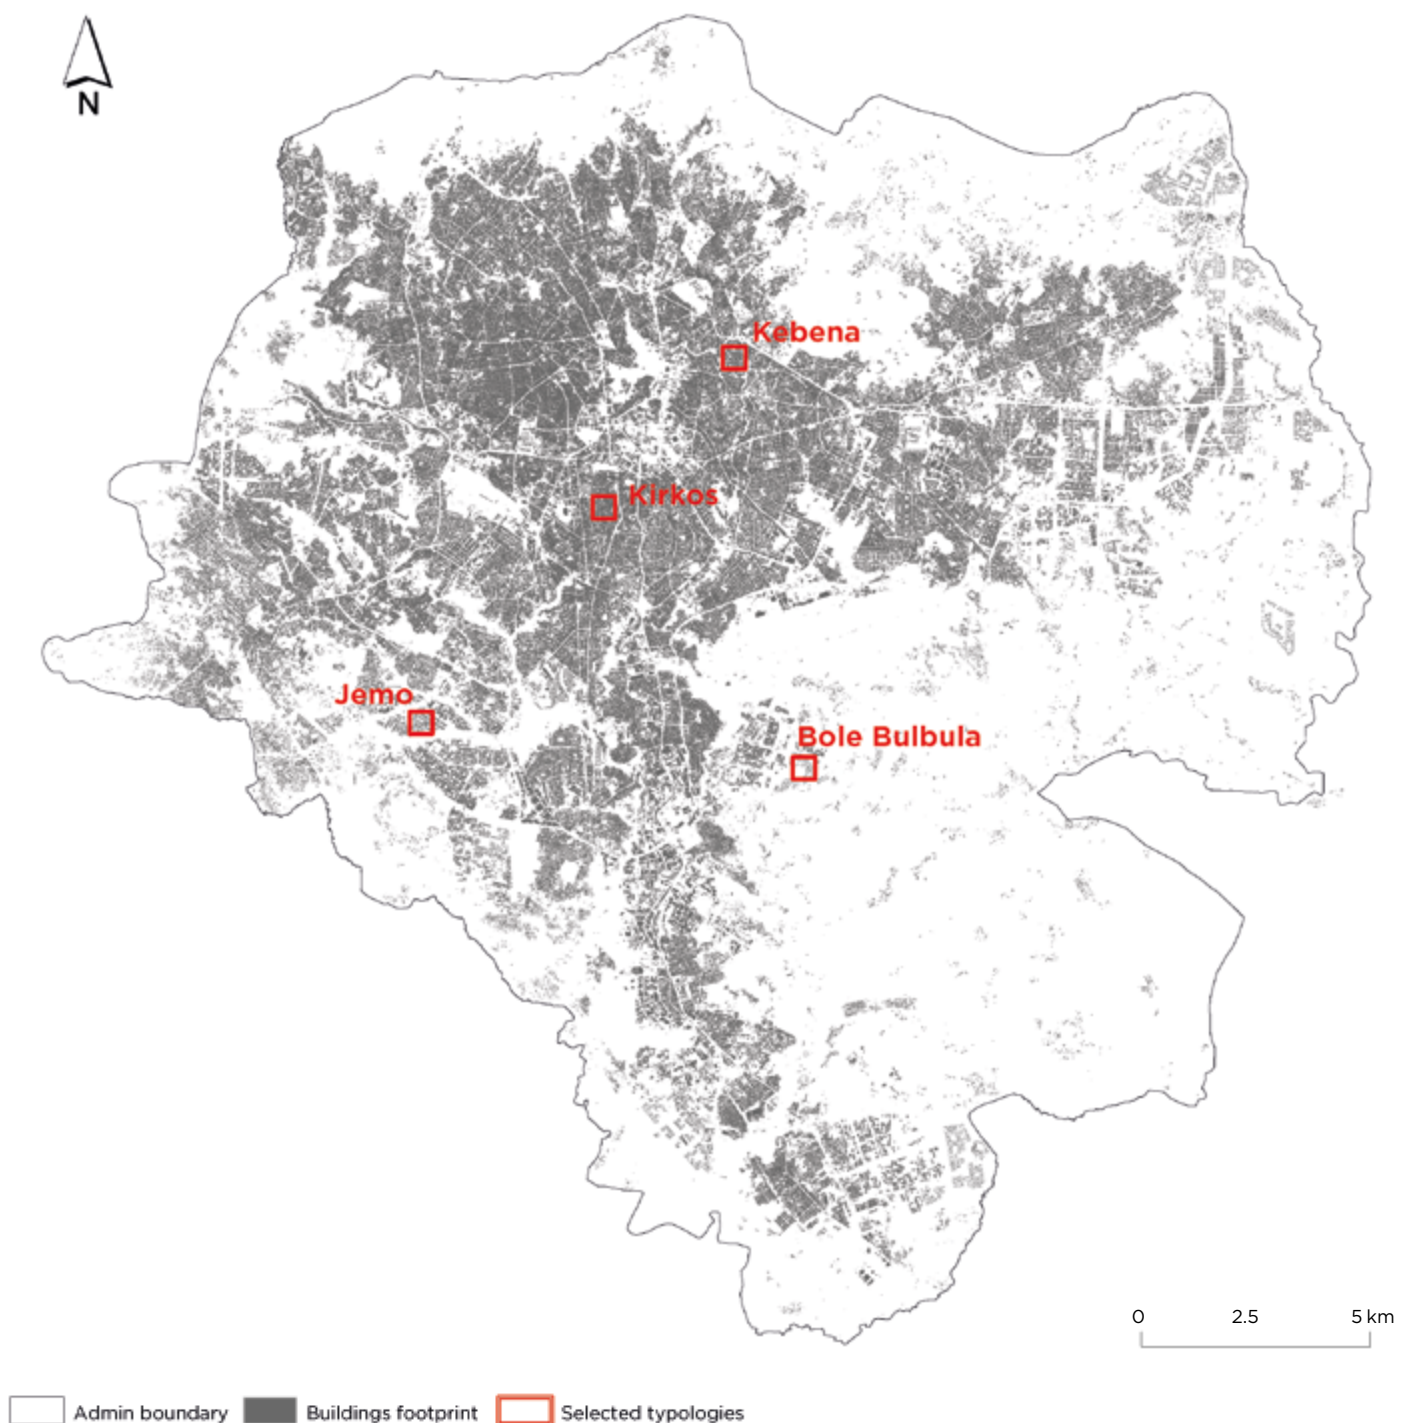 N
Kebena
Kirkos
Jemo
Bole Bulbula
0 2.5 5 km
Admin boundary Buildings footprint Selected typologies